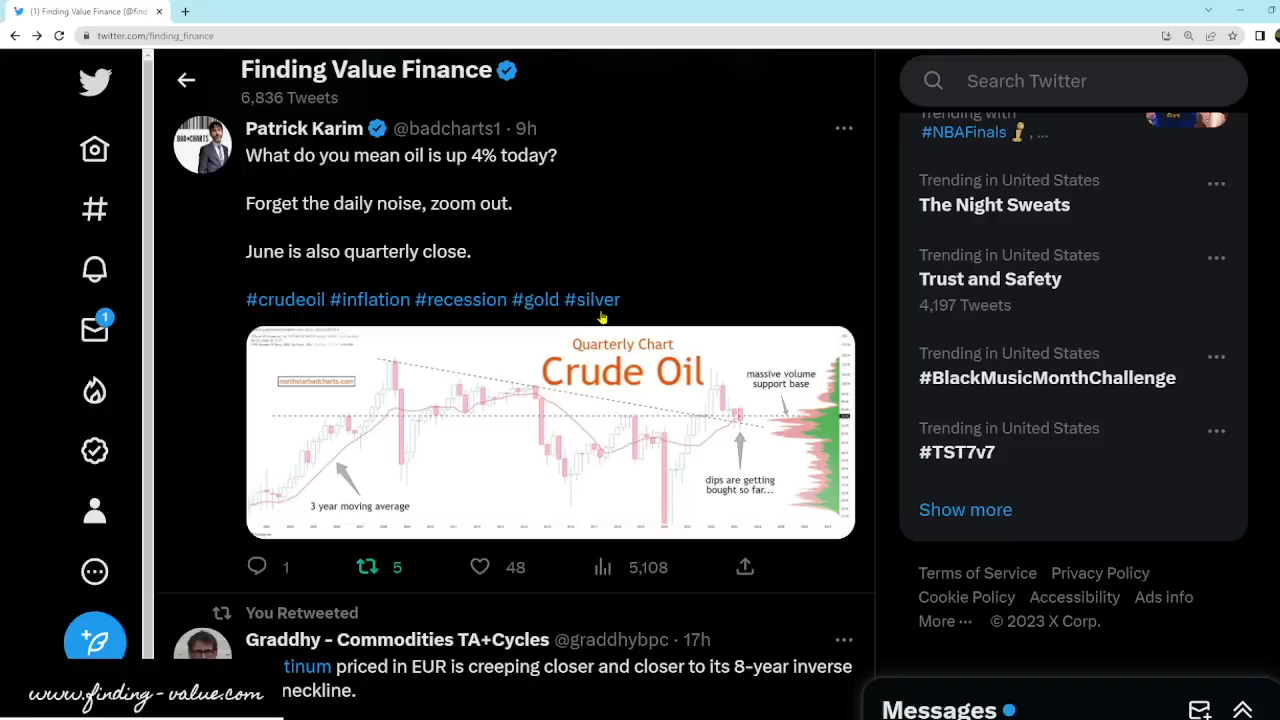 (1) Finding Value Finance (@find
twitter.com/finding_finance
Finding Value Finance
6,836 Tweets
Search Twitter
Patrick Karim @badcharts1 · 9h
What do you mean oil is up 4% today?
Forget the daily noise, zoom out.
June is also quarterly close.
#crudeoil #inflation #recession #gold #silver
BAD CHARTS
Quarterly Chart
Crude Oil
northstarbadcharts.com
massive volume
support base
dips are getting
bought so far...
3 year moving average
1
5
48
5,108
You Retweeted
Graddhy - Commodities TA+Cycles @graddhybpc · 17h
tinum priced in EUR is creeping closer and closer to its 8-year inverse
neckline.
1
www.finding-value.com
Trending with
#NBAFinals , ...
Trending in United States
The Night Sweats
Trending in United States
Trust and Safety
4,197 Tweets
Trending in United States
#BlackMusicMonthChallenge
Trending in United States
#TST7v7
Show more
Terms of Service Privacy Policy
Cookie Policy Accessibility Ads info
More ··· © 2023 X Corp.
Messages